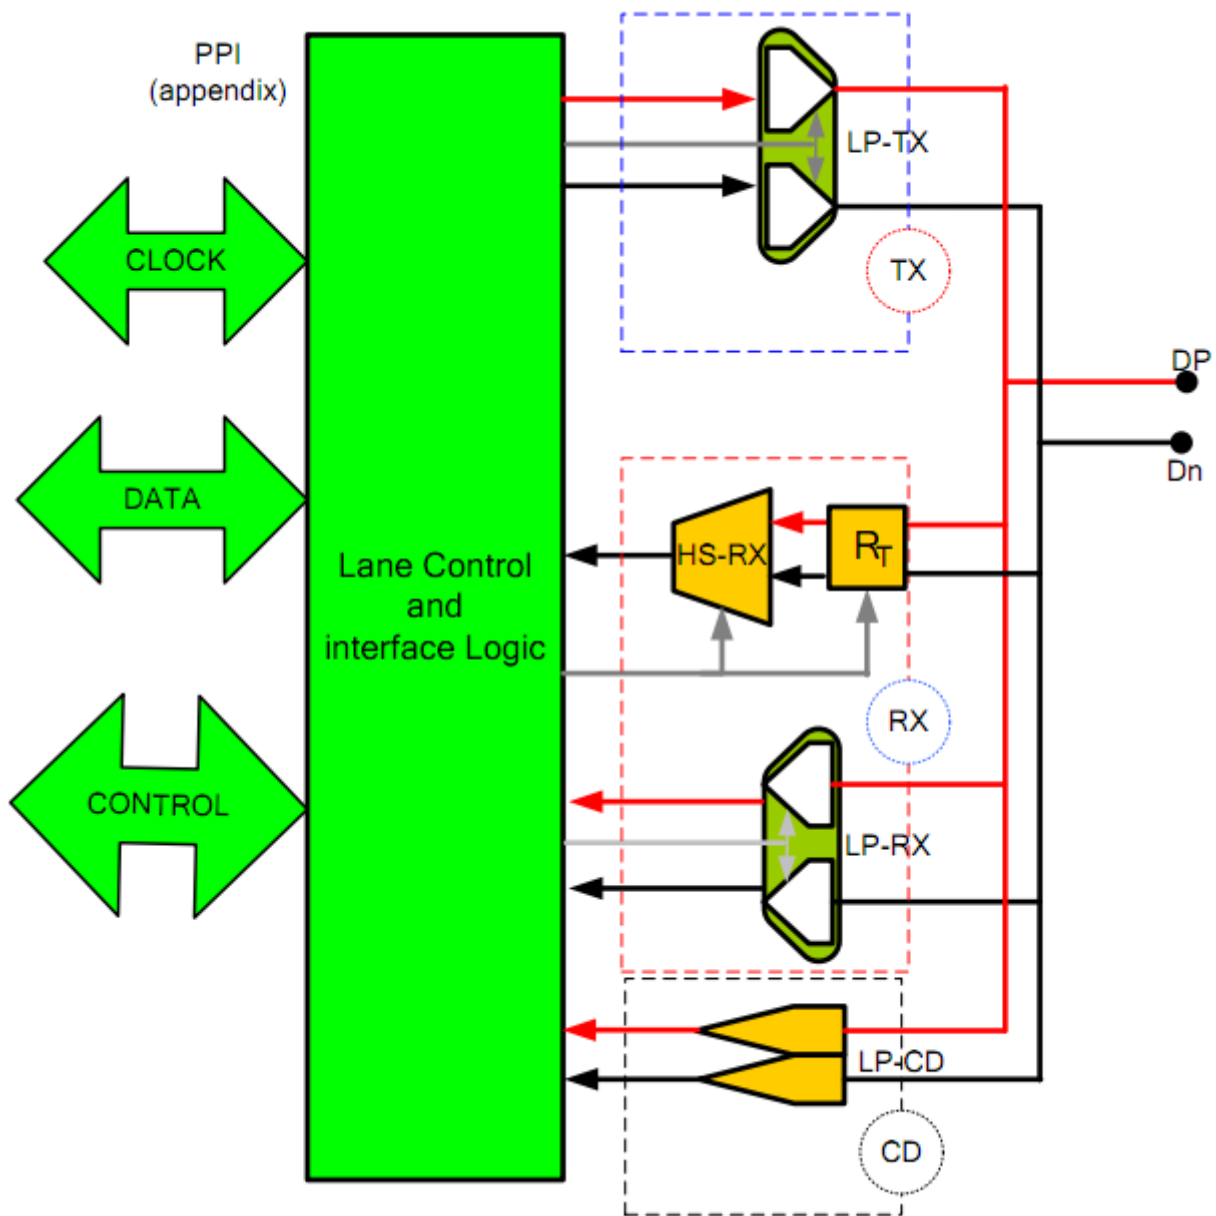 PPI
(appendix)
LP-TX
TX
CLOCK
DP
Dn
DATA
HS-RX
RT
Lane Control
and
interface Logic
RX
CONTROL
LP-RX
LP-CD
CD